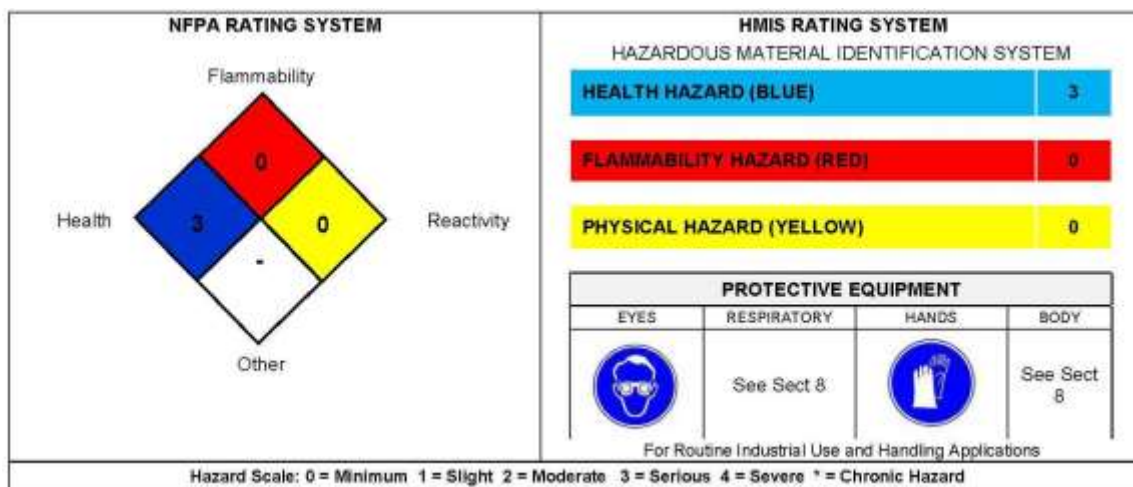 NFPA RATING SYSTEM
Flammability
0
Health
3
0
Reactivity
-
Other
HMIS RATING SYSTEM
HAZARDOUS MATERIAL IDENTIFICATION SYSTEM
HEALTH HAZARD (BLUE) 3
FLAMMABILITY HAZARD (RED) 0
PHYSICAL HAZARD (YELLOW) 0
PROTECTIVE EQUIPMENT
EYES RESPIRATORY HANDS BODY
See Sect 8
See Sect
8
For Routine Industrial Use and Handling Applications
Hazard Scale: 0 = Minimum 1 = Slight 2 = Moderate 3 = Serious 4 = Severe * = Chronic Hazard